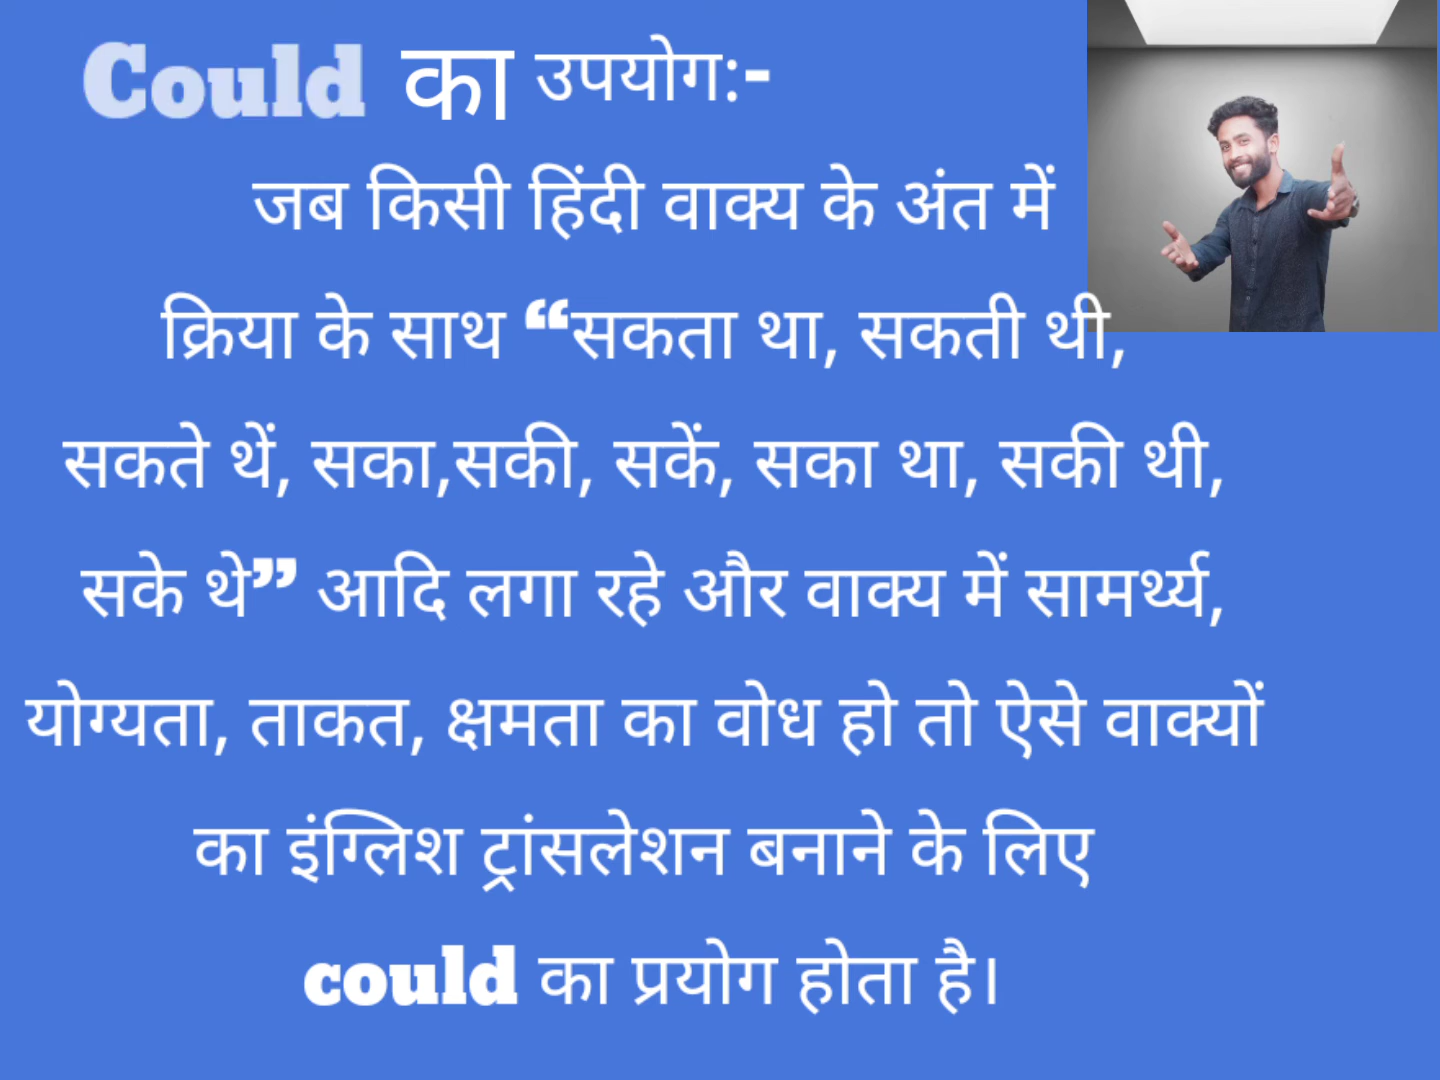 Could का उपयोग:-
जब किसी हिंदी वाक्य के अंत में
क्रिया के साथ “सकता था, सकती थी,
सकते थें, सका,सकी, सकें, सका था, सकी थी,
सके थे” आदि लगा रहे और वाक्य में सामर्थ्य,
योग्यता, ताकत, क्षमता का वोध हो तो ऐसे वाक्यों
का इंग्लिश ट्रांसलेशन बनाने के लिए
could का प्रयोग होता है।